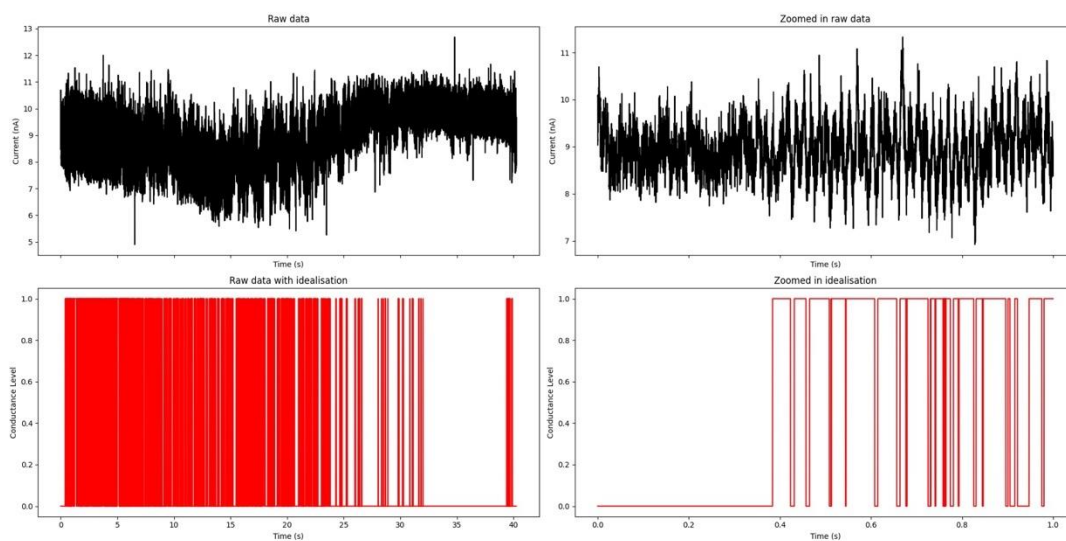 Raw data
13
12
11
10
9
8
7
6
5
Current (nA)
Time (s)
Zoomed in raw data
11
10
9
8
7
Current (nA)
Time (s)
Raw data with idealisation
1.0
0.8
0.6
0.4
0.2
0.0
Conductance Level
0 5 10 15 20 25 30 35 40
Time (s)
Zoomed in idealisation
1.0
0.8
0.6
0.4
0.2
0.0
Conductance Level
0.0 0.2 0.4 0.6 0.8 1.0
Time (s)